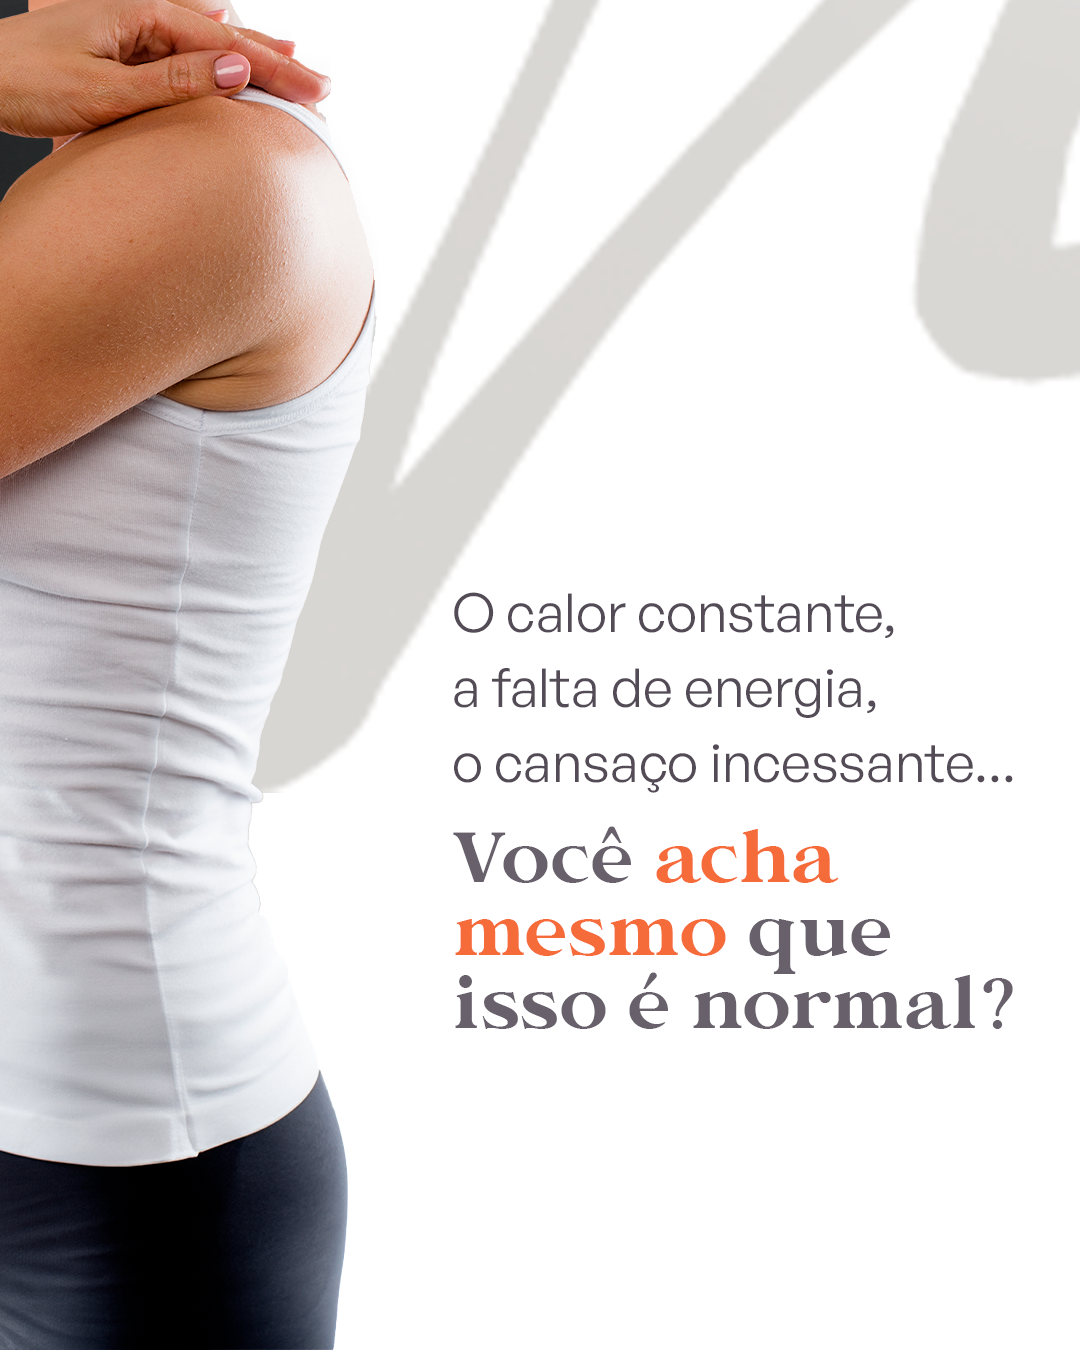 O calor constante,
a falta de energia,
o cansaço incessante...
Você acha
mesmo que
isso é normal?